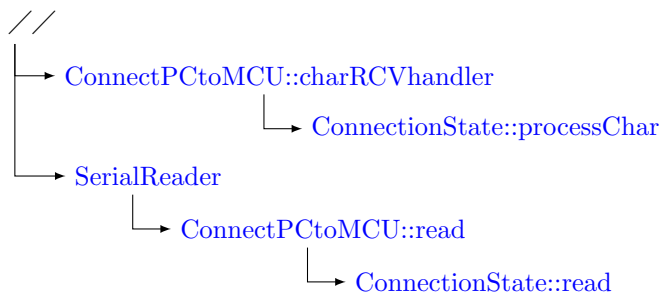 //
ConnectPCtoMCU::charRCVhandler
ConnectionState::processChar
SerialReader
ConnectPCtoMCU::read
ConnectionState::read